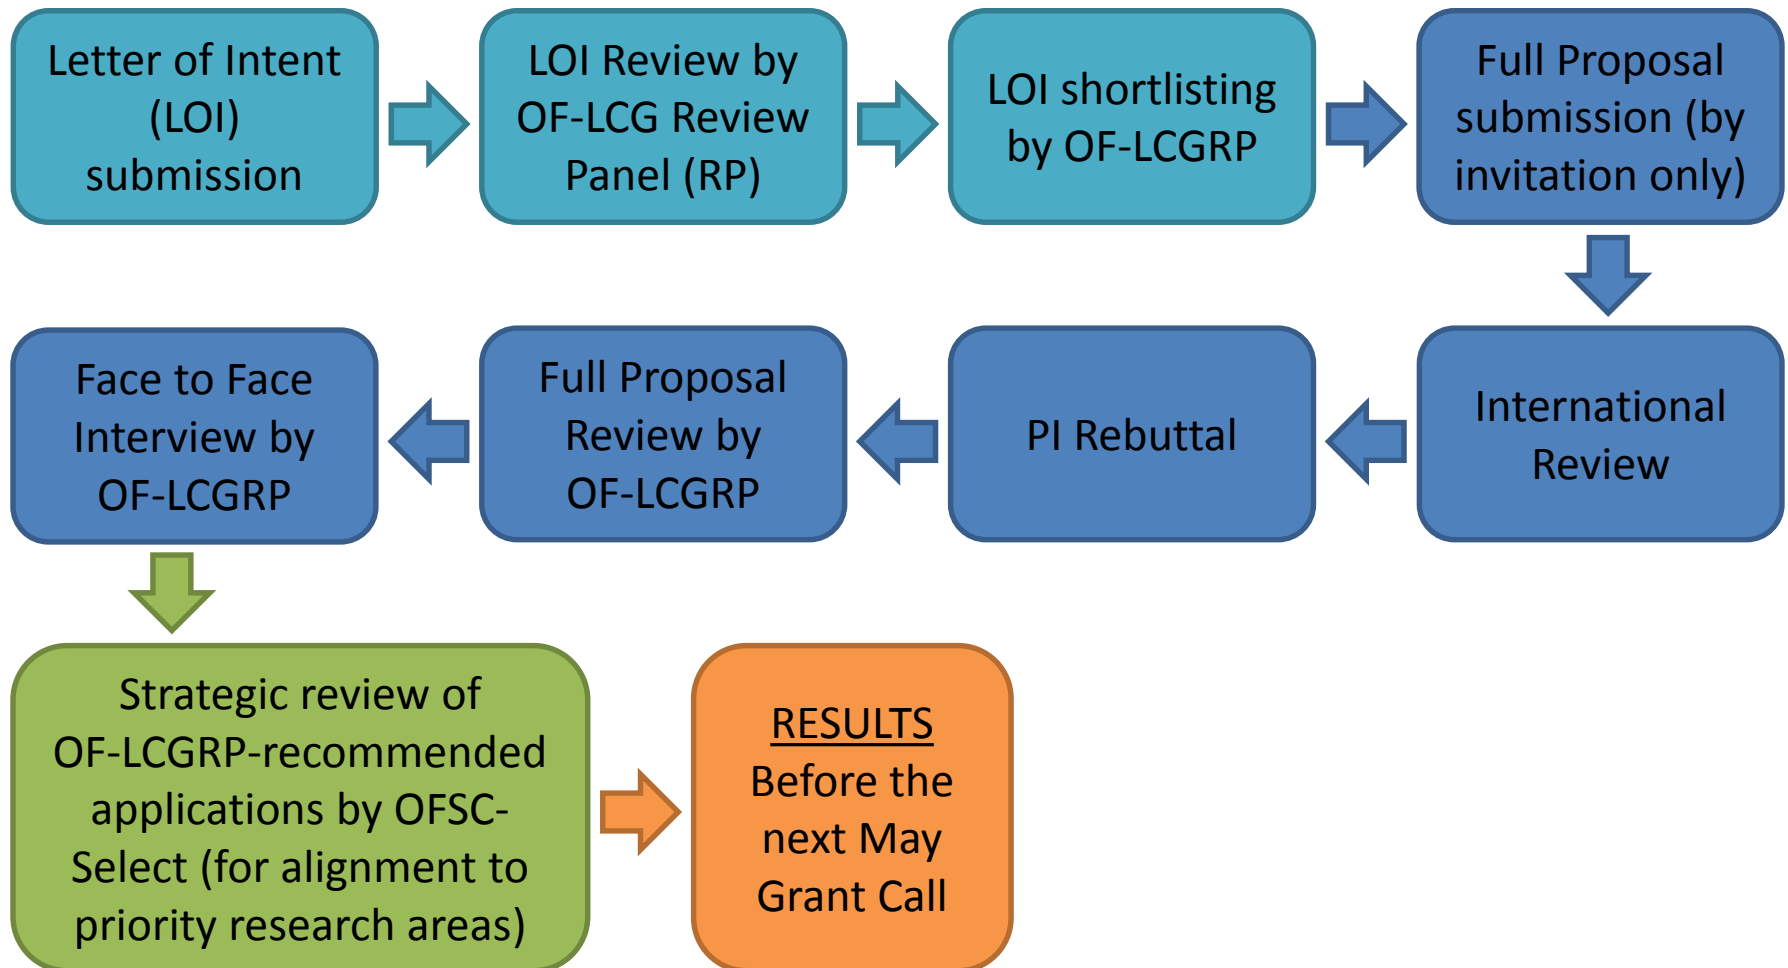 Letter of Intent
(LOI)
submission
LOI Review by
OF-LCG Review
Panel (RP)
LOI shortlisting
by OF-LCGRP
Full Proposal
submission (by
invitation only)
International
Review
PI Rebuttal
Full Proposal
Review by
OF-LCGRP
Face to Face
Interview by
OF-LCGRP
Strategic review of
OF-LCGRP-recommended
applications by OFSC-
Select (for alignment to
priority research areas)
RESULTS
Before the
next May
Grant Call